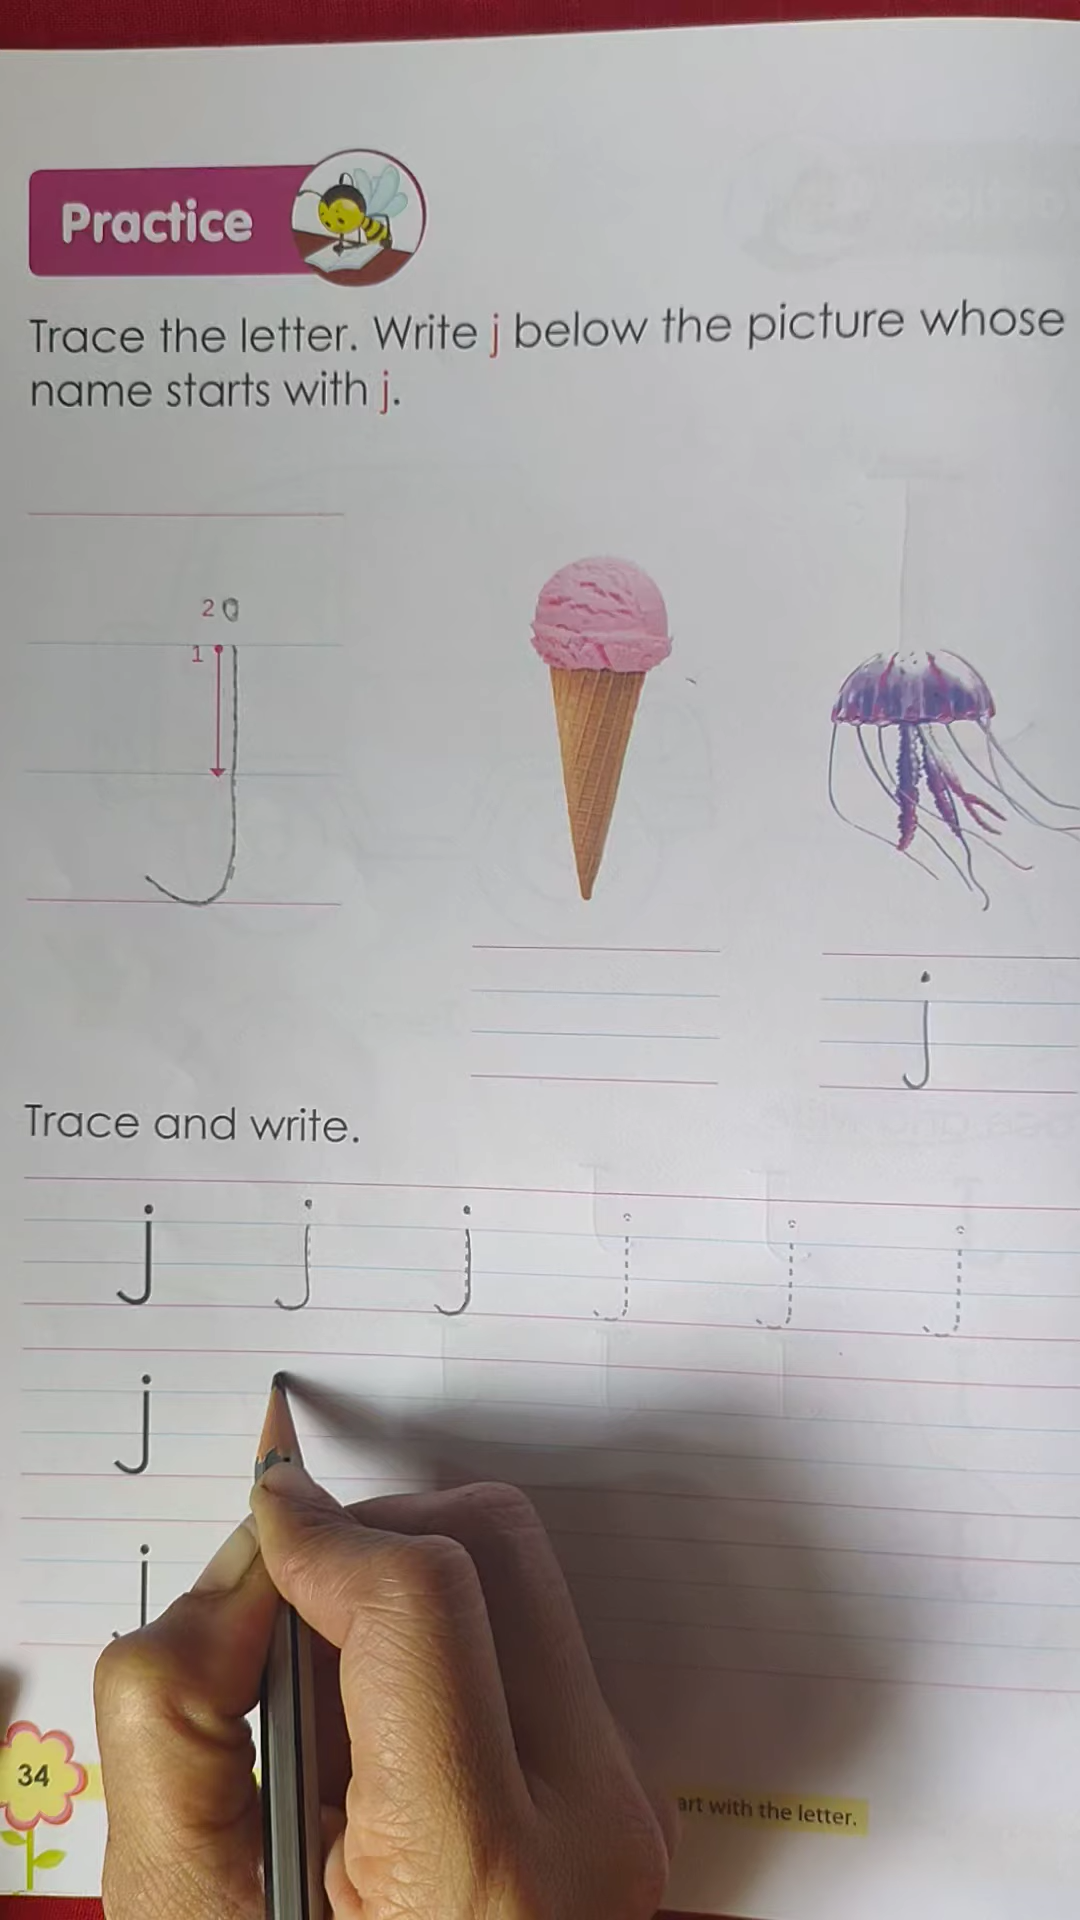 Practice
Trace the letter. Write j below the picture whose
name starts with j.
2
1
j
j
Trace and write.
j j j j j j
j
j
34
art with the letter.